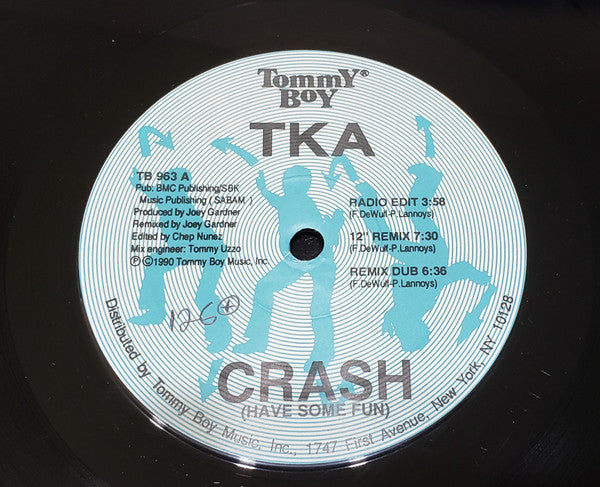 Tommy®
Boy
TKA
TB 963 A
Pub: BMC Publishing/SBK
Music Publishing ( SABAM )
Produced by Joey Gardner
Remixed by Joey Gardner
Edited by Chep Nunez
Mix engineer: Tommy Uzzo
℗©1990 Tommy Boy Music, Inc.
RADIO EDIT 3:58
(F.DeWulf-P.Lannoys)
12" REMIX 7:30
(F.DeWulf-P.Lannoys)
REMIX DUB 6:36
(F.DeWulf-P.Lannoys)
126+
CRASH
(HAVE SOME FUN)
Distributed by Tommy Boy Music, Inc., 1747 First Avenue, New York, NY 10128